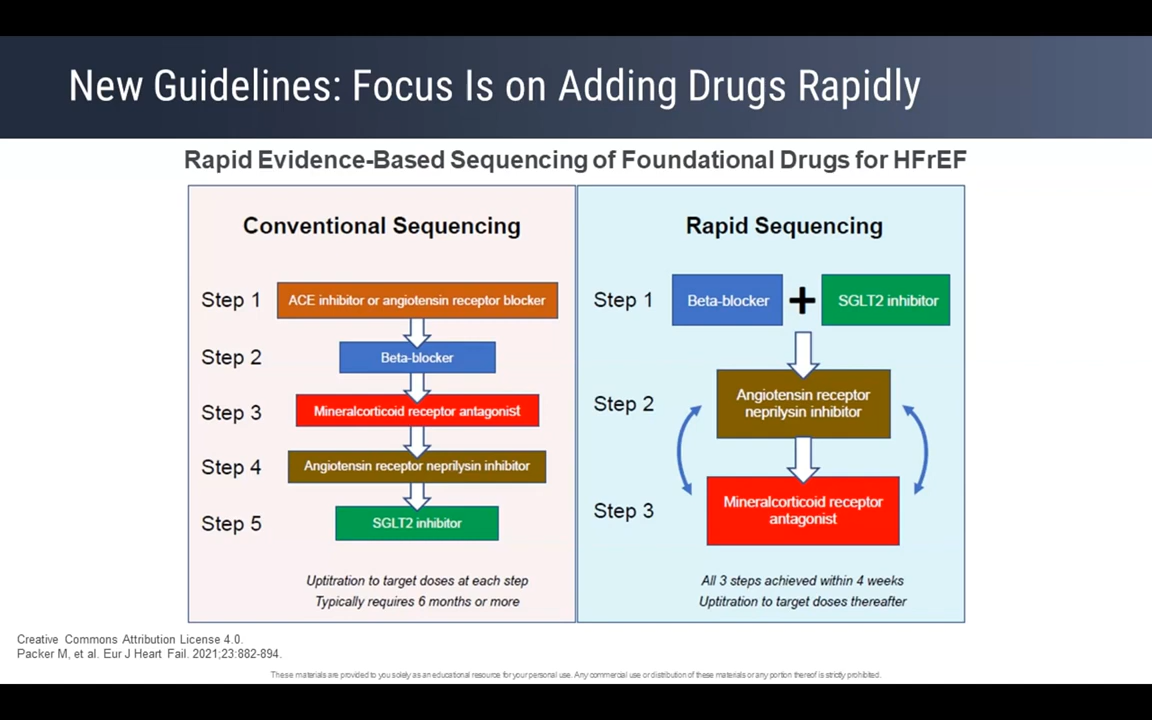 New Guidelines: Focus Is on Adding Drugs Rapidly
Rapid Evidence-Based Sequencing of Foundational Drugs for HFrEF
Conventional Sequencing
Step 1
ACE inhibitor or angiotensin receptor blocker
Step 2
Beta-blocker
Step 3
Mineralcorticoid receptor antagonist
Step 4
Angiotensin receptor neprilysin inhibitor
Step 5
SGLT2 inhibitor
Uptitration to target doses at each step
Typically requires 6 months or more
Rapid Sequencing
Step 1
Beta-blocker
+
SGLT2 inhibitor
Step 2
Angiotensin receptor
neprilysin inhibitor
Step 3
Mineralcorticoid receptor
antagonist
All 3 steps achieved within 4 weeks
Uptitration to target doses thereafter
Creative Commons Attribution License 4.0.
Packer M, et al. Eur J Heart Fail. 2021;23:882-894.
These materials are provided to you solely as an educational resource for your personal use. Any commercial use or distribution of these materials or any portion thereof is strictly prohibited.